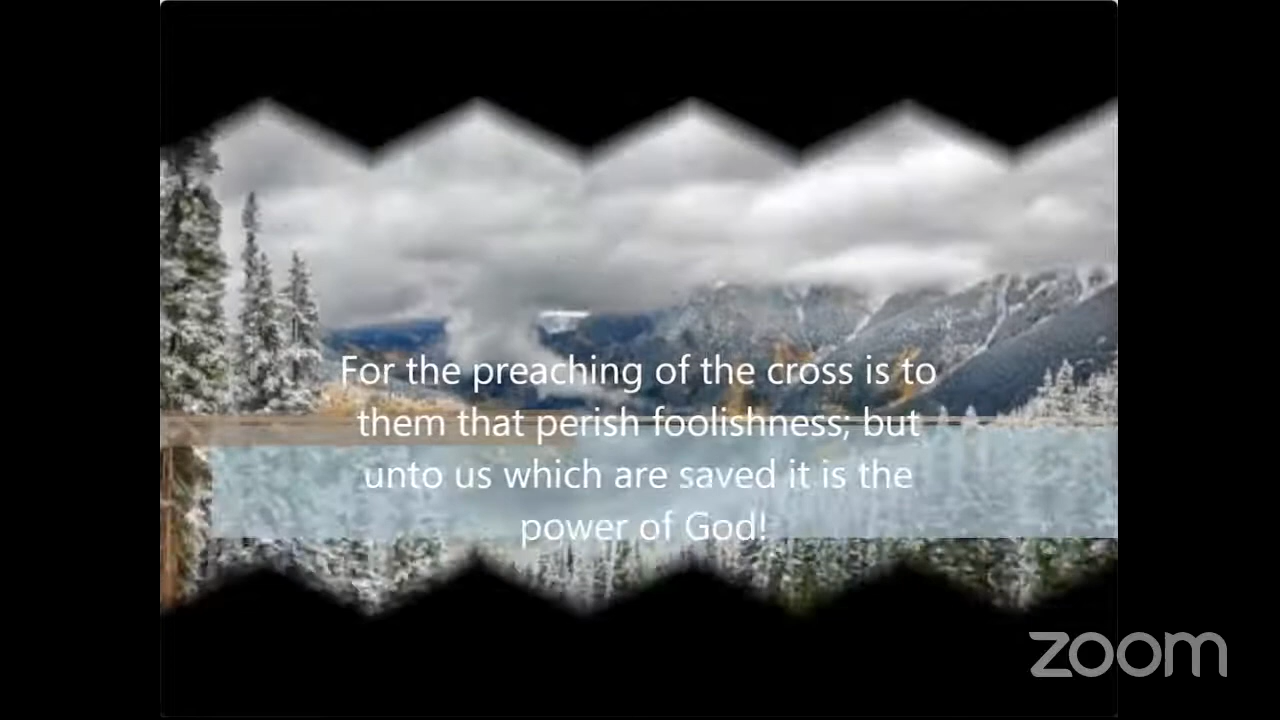 For the preaching of the cross is to
them that perish foolishness; but
unto us which are saved it is the
power of God!
zoom